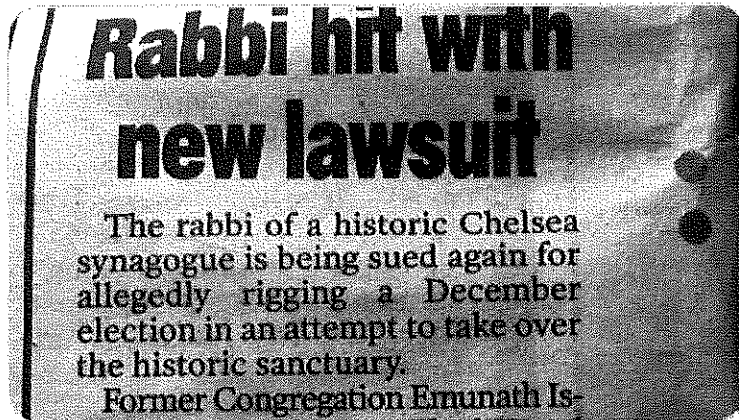 Rabbi hit with
new lawsuit
The rabbi of a historic Chelsea
synagogue is being sued again for
allegedly rigging a December
election in an attempt to take over
the historic sanctuary.
Former Congregation Emunath Is-